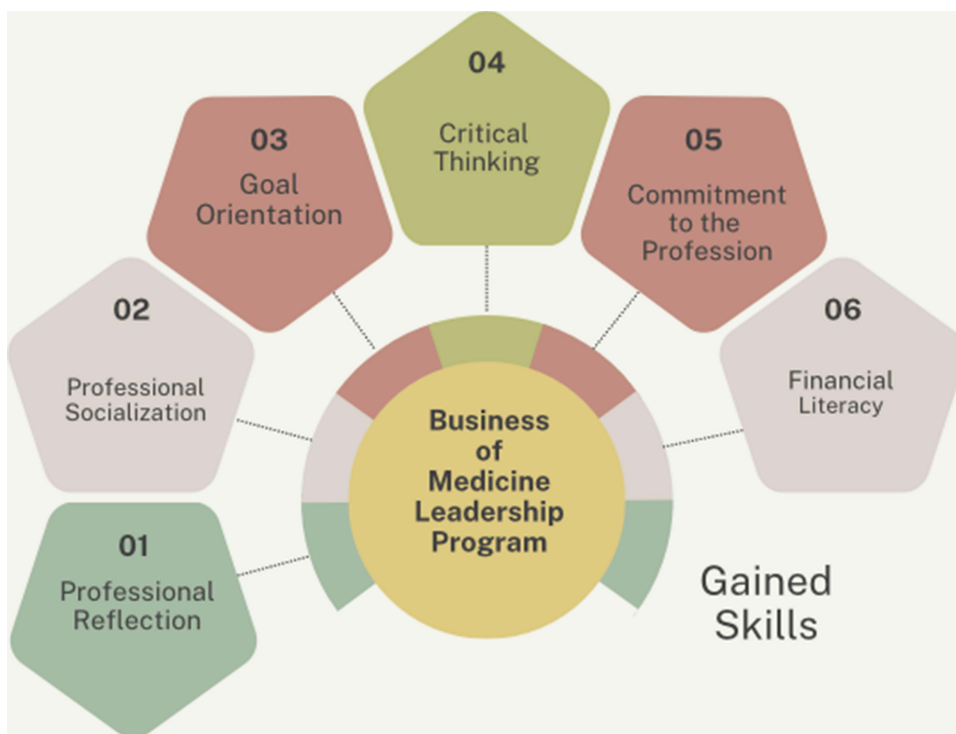 01
Professional
Reflection
02
Professional
Socialization
03
Goal
Orientation
04
Critical
Thinking
05
Commitment
to the
Profession
06
Financial
Literacy
Business
of
Medicine
Leadership
Program
Gained
Skills